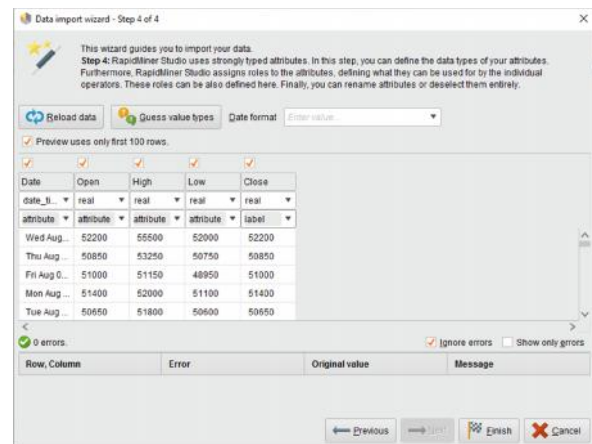 Data import wizard - Step 4 of 4
This wizard guides you to import your data.
Step 4: RapidMiner Studio uses strongly typed attributes. In this step, you can define the data types of your attributes.
Furthermore, RapidMiner Studio assigns roles to the attributes, defining what they can be used for by the individual
operators. These roles can be also defined here. Finally, you can rename attributes or deselect them entirely.
Reload data Guess value types Date format Enter value...
Preview uses only first 100 rows.
Date Open High Low Close
date_ti... real real real real
attribute attribute attribute attribute label
Wed Aug... 52200 55500 52000 52200
Thu Aug ... 50850 53250 50750 50850
Fri Aug 0... 51000 51150 48950 51000
Mon Aug ... 51400 52000 51100 51400
Tue Aug ... 50650 51800 50600 50650
0 errors. Ignore errors Show only errors
Row, Column Error Original value Message
Previous Next Finish Cancel